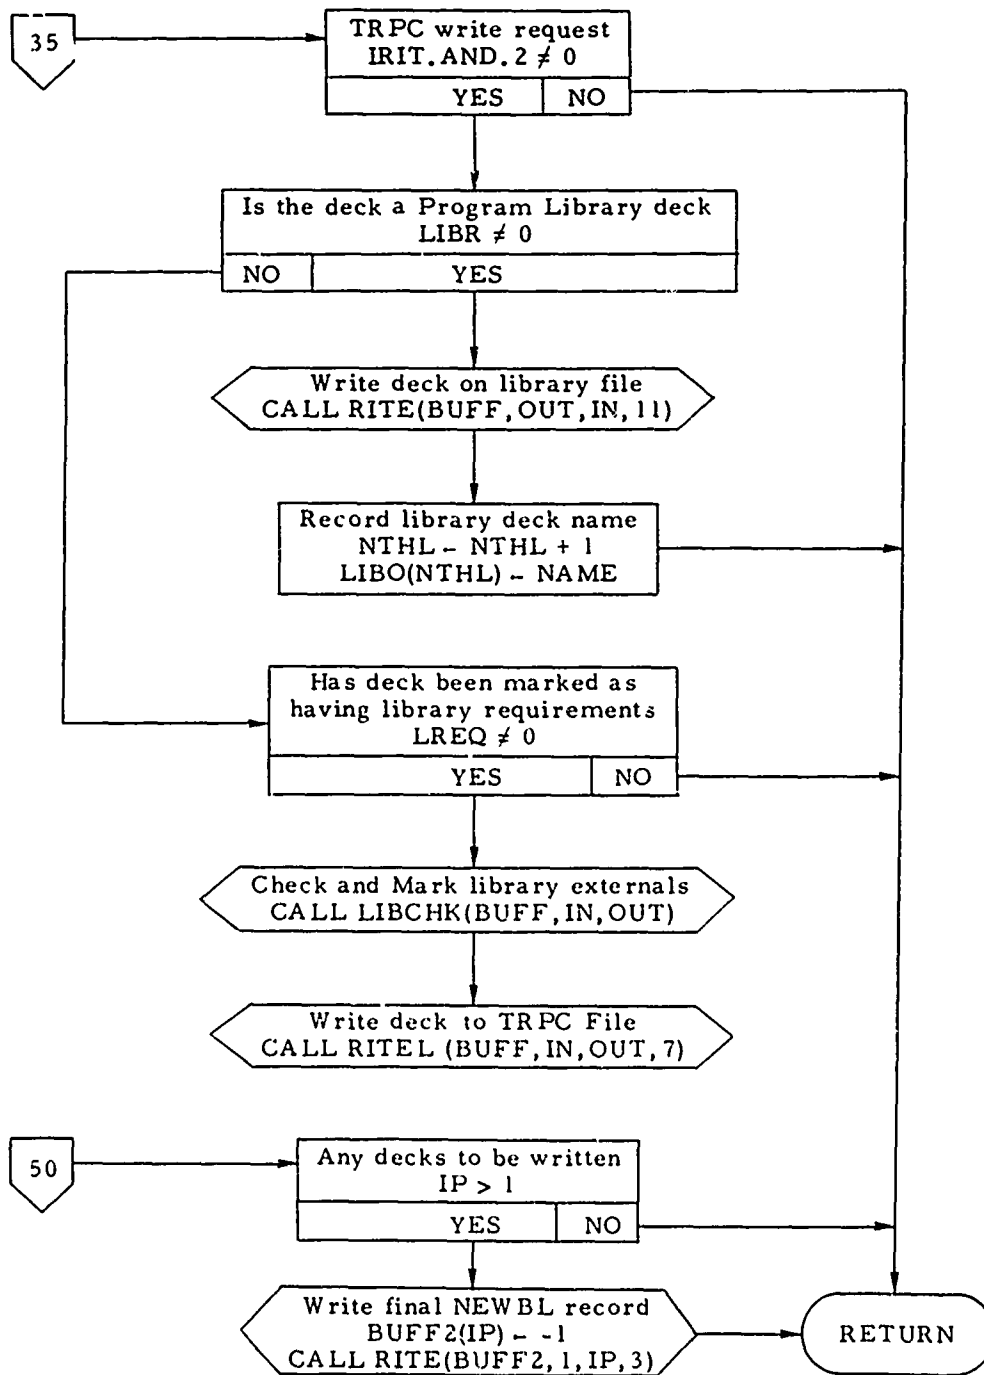 35
TRPC write request
IRIT.AND.2 ≠ 0
YES NO
Is the deck a Program Library deck
LIBR ≠ 0
NO YES
Write deck on library file
CALL RITE(BUFF,OUT,IN,11)
Record library deck name
NTHL - NTHL + 1
LIBO(NTHL) - NAME
Has deck been marked as
having library requirements
LREQ ≠ 0
YES NO
Check and Mark library externals
CALL LIBCHK(BUFF,IN,OUT)
Write deck to TRPC File
CALL RITEL (BUFF,IN,OUT,7)
50
Any decks to be written
IP > 1
YES NO
Write final NEWBL record
BUFF2(IP) - -1
CALL RITE(BUFF2,1,IP,3)
RETURN